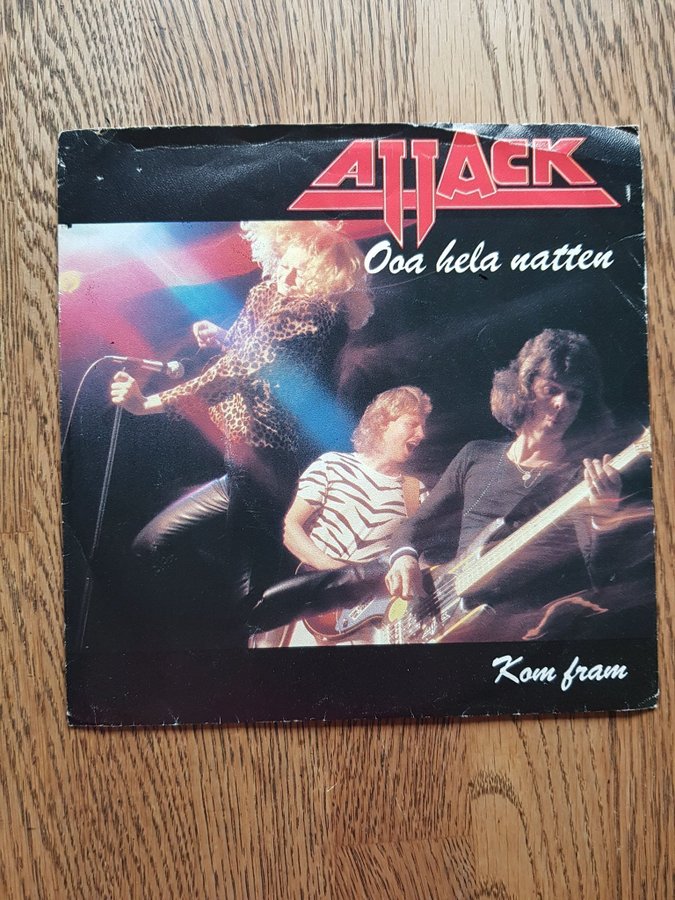 ATTACK
Ooa hela natten
Kom fram